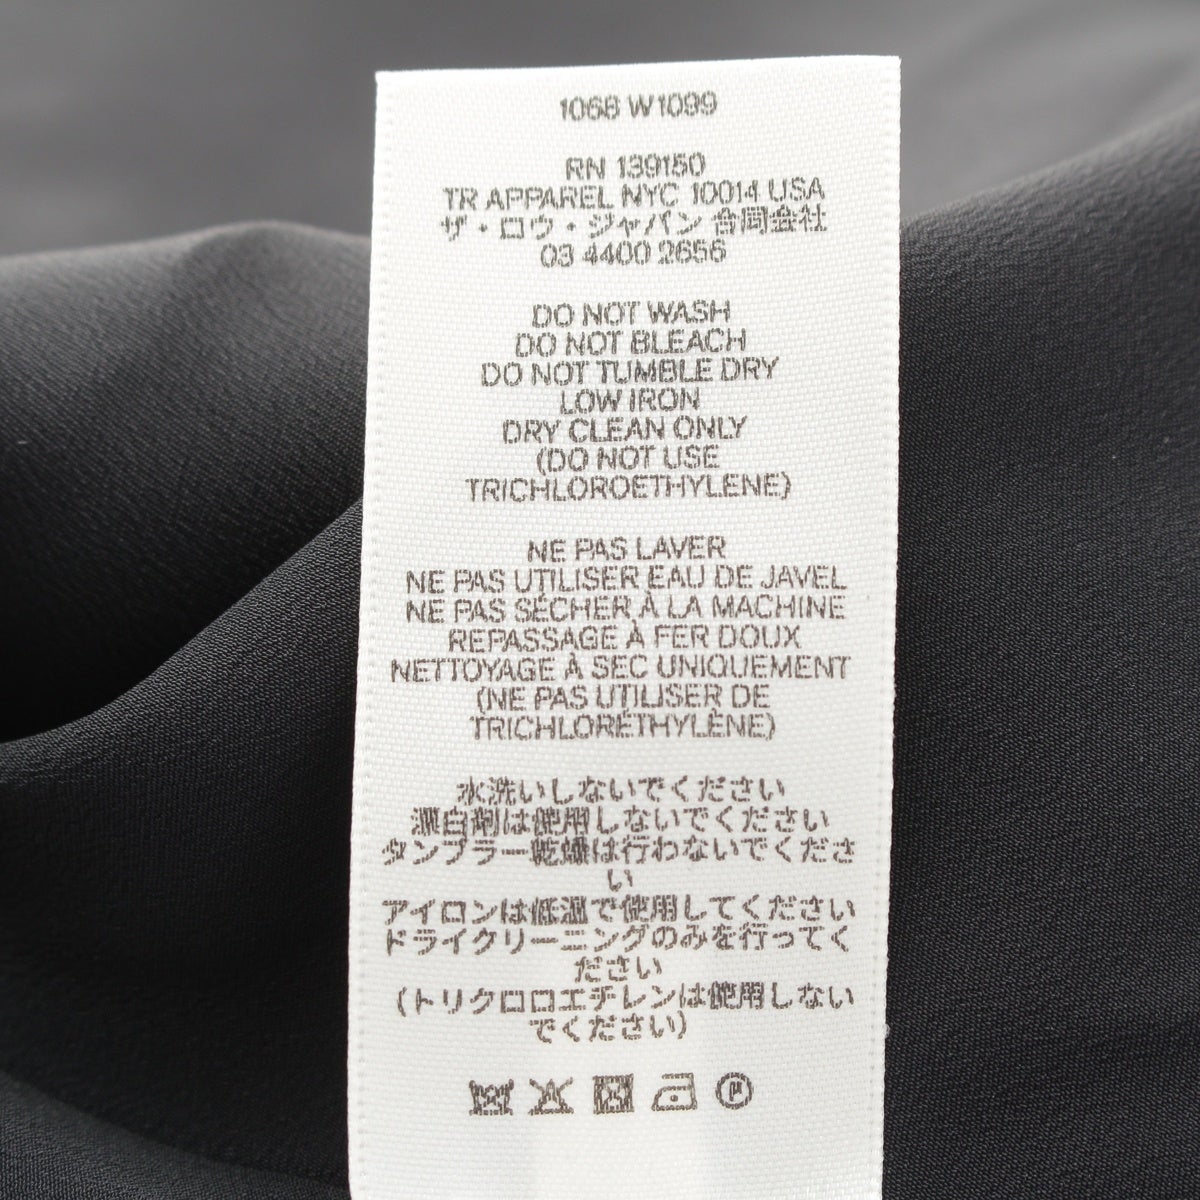 1068 W1099
RN 139150
TR APPAREL NYC 10014 USA
ザ・ロウ・ジャパン 合同会社
03 4400 2656
DO NOT WASH
DO NOT BLEACH
DO NOT TUMBLE DRY
LOW IRON
DRY CLEAN ONLY
(DO NOT USE
TRICHLOROETHYLENE)
NE PAS LAVER
NE PAS UTILISER EAU DE JAVEL
NE PAS SÉCHER À LA MACHINE
REPASSAGE À FER DOUX
NETTOYAGE À SEC UNIQUEMENT
(NE PAS UTILISER DE
TRICHLORÉTHYLÈNE)
水洗いしないでください
漂白剤は使用しないでください
タンブラー乾燥は行わないでくださ
い
アイロンは低温で使用してください
ドライクリーニングのみを行ってく
ださい
(トリクロロエチレンは使用しない
でください)